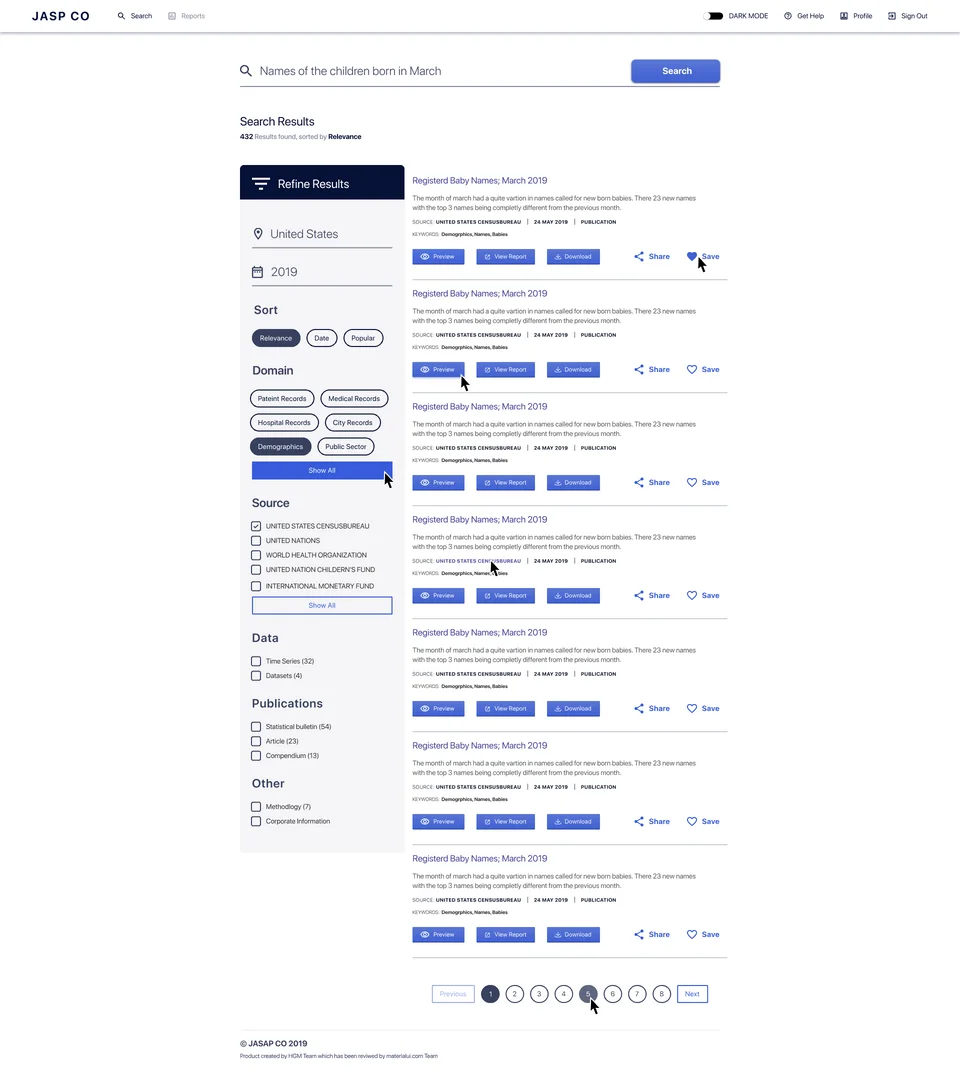 JASP CO
Search
Reports
DARK MODE
Get Help
Profile
Sign Out
Names of the children born in March
Search
Search Results
432 Results found, sorted by Relevance
Refine Results
United States
2019
Sort
Relevance
Date
Popular
Domain
Pateint Records
Medical Records
Hospital Records
City Records
Demographics
Public Sector
Show All
Source
UNITED STATES CENSUSBUREAU
UNITED NATIONS
WORLD HEALTH ORGANIZATION
UNITED NATION CHILDERN'S FUND
INTERNATIONAL MONETARY FUND
Show All
Data
Time Series (32)
Datasets (4)
Publications
Statistical bulletin (54)
Article (23)
Compendium (13)
Other
Methodlogy (7)
Corporate Information
Registerd Baby Names; March 2019
The month of march had a quite vartion in names called for new born babies. There 23 new names
with the top 3 names being completly different from the previous month.
SOURCE: UNITED STATES CENSUSBUREAU | 24 MAY 2019 | PUBLICATION
KEYWORDS: Demogrphics, Names, Babies
Preview
View Report
Download
Share
Save
Registerd Baby Names; March 2019
The month of march had a quite vartion in names called for new born babies. There 23 new names
with the top 3 names being completly different from the previous month.
SOURCE: UNITED STATES CENSUSBUREAU | 24 MAY 2019 | PUBLICATION
KEYWORDS: Demogrphics, Names, Babies
Preview
View Report
Download
Share
Save
Registerd Baby Names; March 2019
The month of march had a quite vartion in names called for new born babies. There 23 new names
with the top 3 names being completly different from the previous month.
SOURCE: UNITED STATES CENSUSBUREAU | 24 MAY 2019 | PUBLICATION
KEYWORDS: Demogrphics, Names, Babies
Preview
View Report
Download
Share
Save
Registerd Baby Names; March 2019
The month of march had a quite vartion in names called for new born babies. There 23 new names
with the top 3 names being completly different from the previous month.
SOURCE: UNITED STATES CENSUSBUREAU | 24 MAY 2019 | PUBLICATION
KEYWORDS: Demogrphics, Names, Babies
Preview
View Report
Download
Share
Save
Registerd Baby Names; March 2019
The month of march had a quite vartion in names called for new born babies. There 23 new names
with the top 3 names being completly different from the previous month.
SOURCE: UNITED STATES CENSUSBUREAU | 24 MAY 2019 | PUBLICATION
KEYWORDS: Demogrphics, Names, Babies
Preview
View Report
Download
Share
Save
Registerd Baby Names; March 2019
The month of march had a quite vartion in names called for new born babies. There 23 new names
with the top 3 names being completly different from the previous month.
SOURCE: UNITED STATES CENSUSBUREAU | 24 MAY 2019 | PUBLICATION
KEYWORDS: Demogrphics, Names, Babies
Preview
View Report
Download
Share
Save
Registerd Baby Names; March 2019
The month of march had a quite vartion in names called for new born babies. There 23 new names
with the top 3 names being completly different from the previous month.
SOURCE: UNITED STATES CENSUSBUREAU | 24 MAY 2019 | PUBLICATION
KEYWORDS: Demogrphics, Names, Babies
Preview
View Report
Download
Share
Save
Previous 1 2 3 4 5 6 7 8 Next
© JASAP CO 2019
Product created by HGM Team which has been reviwed by materialui.com Team